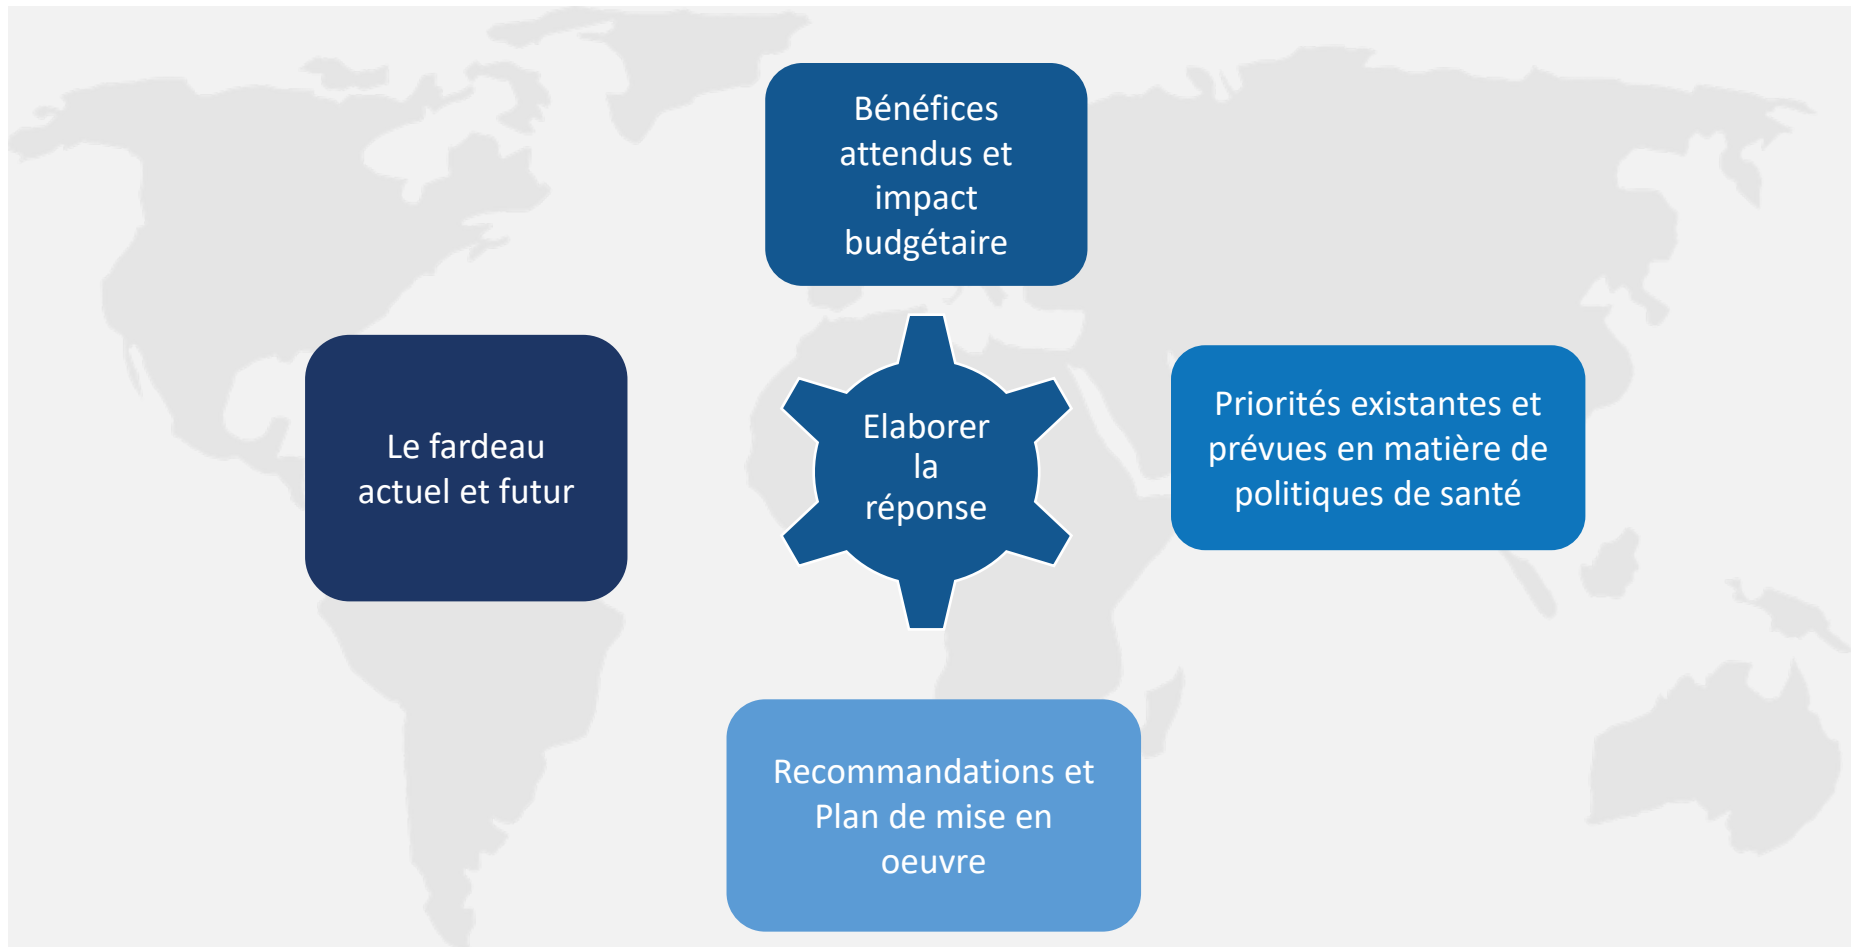 Bénéfices
attendus et
impact
budgétaire
Le fardeau
actuel et futur
Elaborer
la
réponse
Priorités existantes et
prévues en matière de
politiques de santé
Recommandations et
Plan de mise en
oeuvre